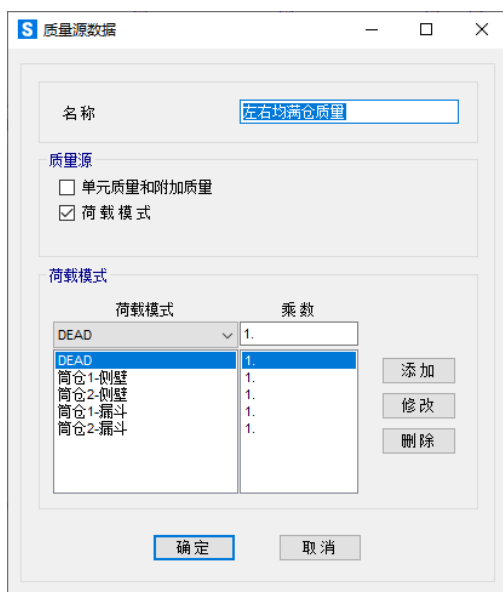 S 质量源数据
名称 左右均满仓质量
质量源
单元质量和附加质量
荷载模式
荷载模式
荷载模式 乘数
DEAD 1.
DEAD 1.
筒仓1-侧壁 1.
筒仓2-侧壁 1.
筒仓1-漏斗 1.
筒仓2-漏斗 1.
添加
修改
删除
确定 取消